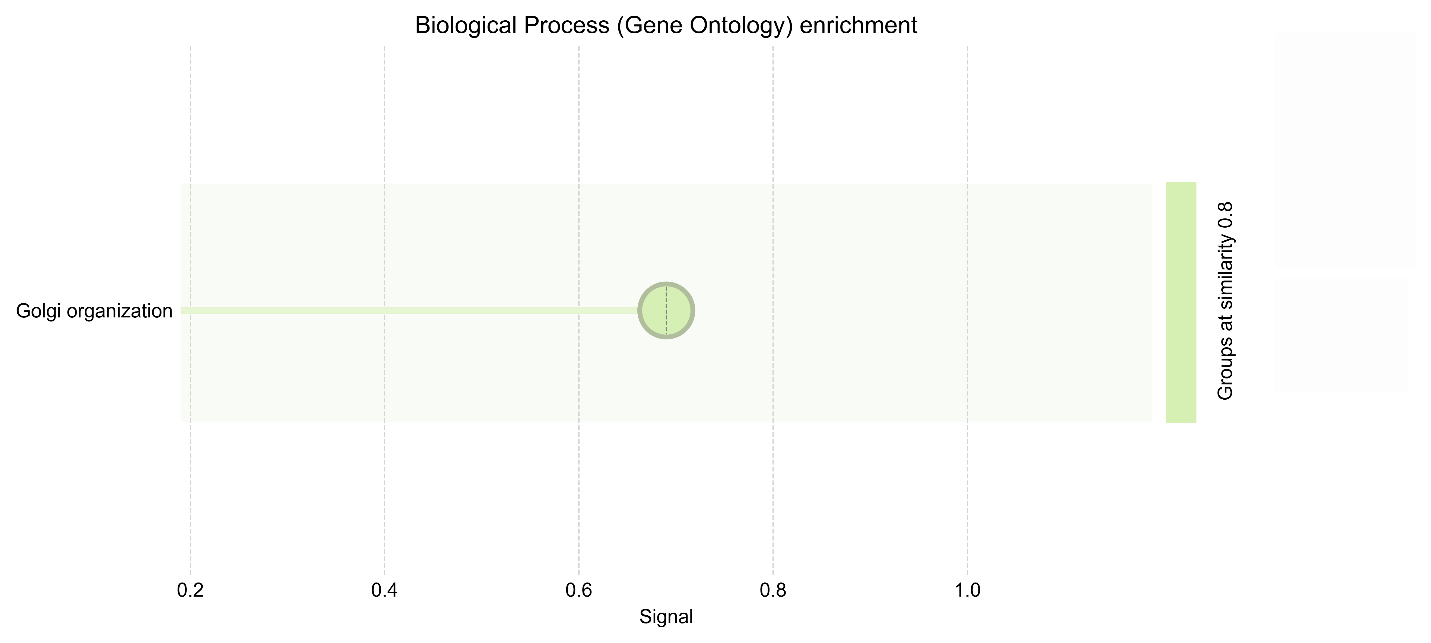 Biological Process (Gene Ontology) enrichment
Golgi organization
Groups at similarity 0.8
0.2 0.4 0.6 0.8 1.0
Signal